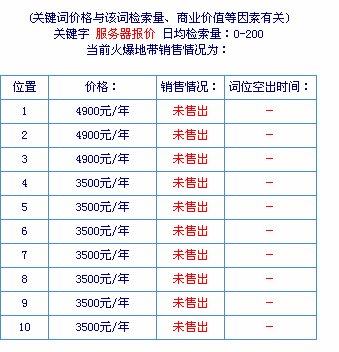 (关键词价格与该词检索量、商业价值等因素有关)
关键字 服务器报价 日均检索量：0-200
当前火爆地带销售情况为：
位置 价格： 销售情况： 词位空出时间：
1 4900元/年 未售出 －
2 4900元/年 未售出 －
3 4900元/年 未售出 －
4 3500元/年 未售出 －
5 3500元/年 未售出 －
6 3500元/年 未售出 －
7 3500元/年 未售出 －
8 3500元/年 未售出 －
9 3500元/年 未售出 －
10 3500元/年 未售出 －